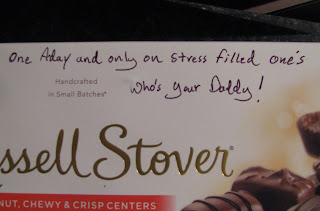 One Aday and only on stress filled one's
Handcrafted
in Small Batches®
Who's your Daddy!
ssell Stover®
NUT, CHEWY & CRISP CENTERS